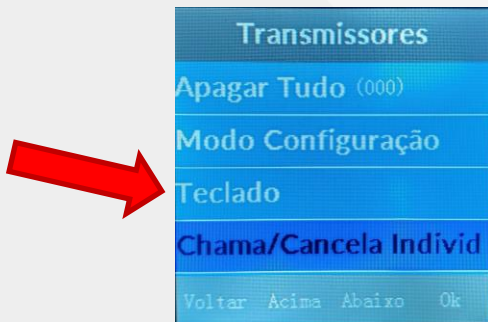 Transmissores
Apagar Tudo (000)
Modo Configuração
Teclado
Chama/Cancela Individ
Voltar Acima Abaixo Ok